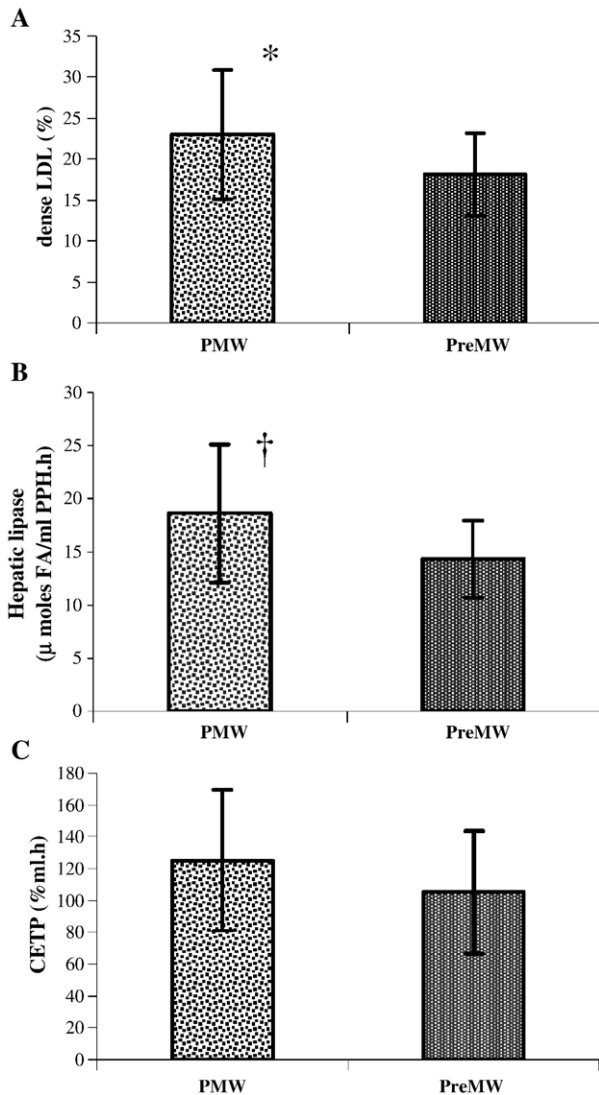 A
35
30
25
20
15
10
5
0
dense LDL (%)
*
PMW
PreMW
B
30
25
20
15
10
5
0
Hepatic lipase
(μ moles FA/ml PPH.h)
†
PMW
PreMW
C
180
160
140
120
100
80
60
40
20
0
CETP (%ml.h)
PMW
PreMW